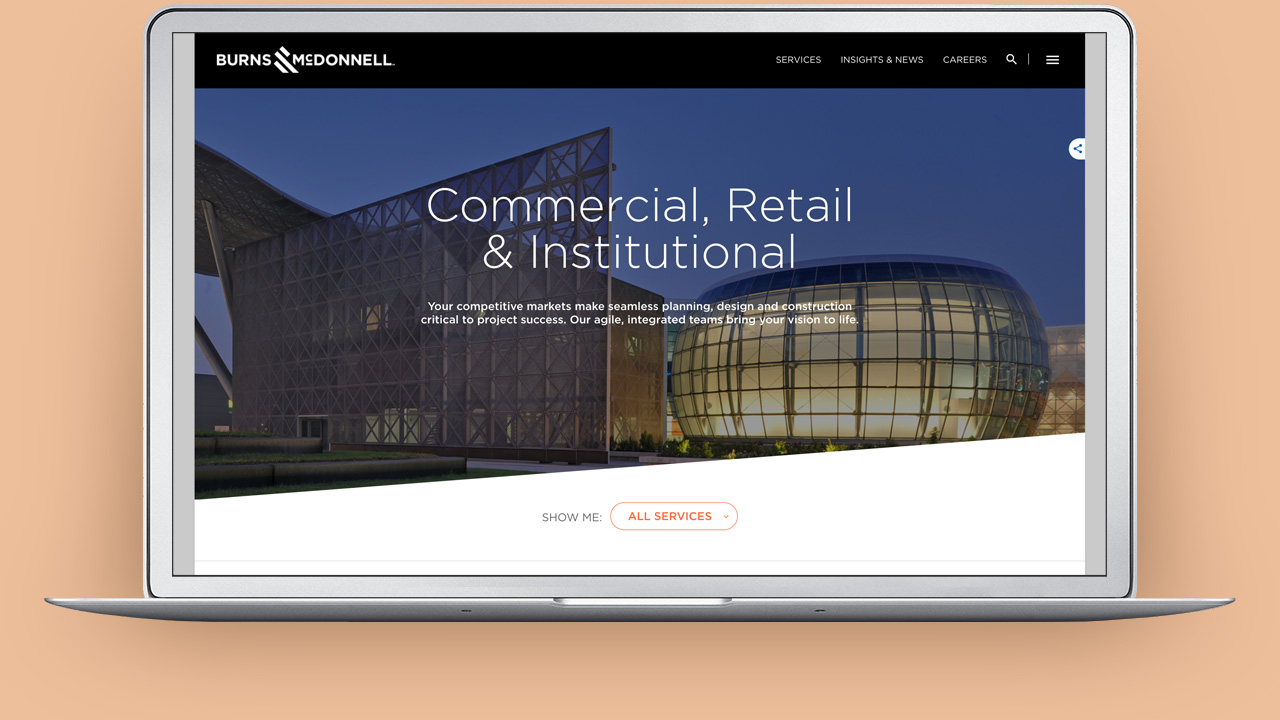 BURNS McDONNELL
SERVICES
INSIGHTS & NEWS
CAREERS
Commercial, Retail
& Institutional
Your competitive markets make seamless planning, design and construction
critical to project success. Our agile, integrated teams bring your vision to life.
SHOW ME:
ALL SERVICES